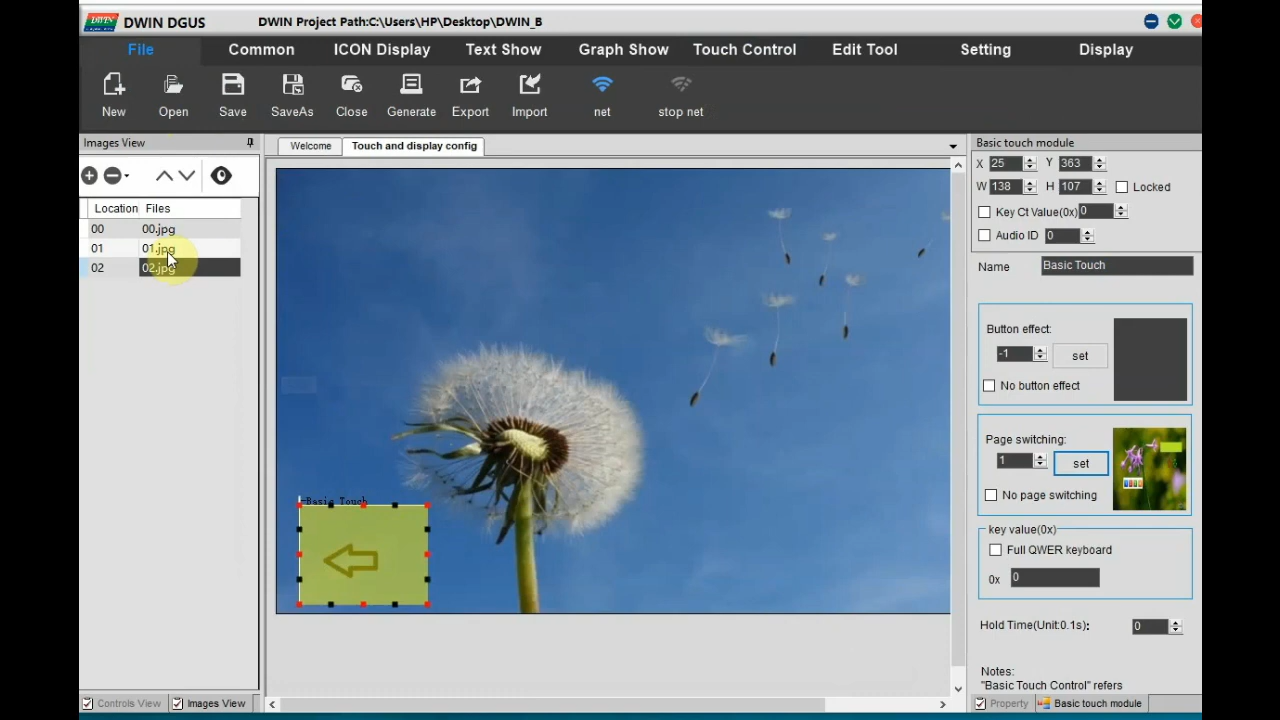 DWIN DGUS
DWIN Project Path:C:\Users\HP\Desktop\DWIN_B
File
Common
ICON Display
Text Show
Graph Show
Touch Control
Edit Tool
Setting
Display
New
Open
Save
SaveAs
Close
Generate
Export
Import
net
stop net
Images View
Location Files
00 00.jpg
01 01.jpg
02 02.jpg
Controls View
Images View
Welcome
Touch and display config
Basic Touch
Basic touch module
X 25 Y 363
W 138 H 107 Locked
Key Ct Value(0x) 0
Audio ID 0
Name Basic Touch
Button effect:
-1 set
No button effect
Page switching:
1 set
No page switching
key value(0x)
Full QWER keyboard
0x 0
Hold Time(Unit:0.1s): 0
Notes:
"Basic Touch Control" refers
Property
Basic touch module